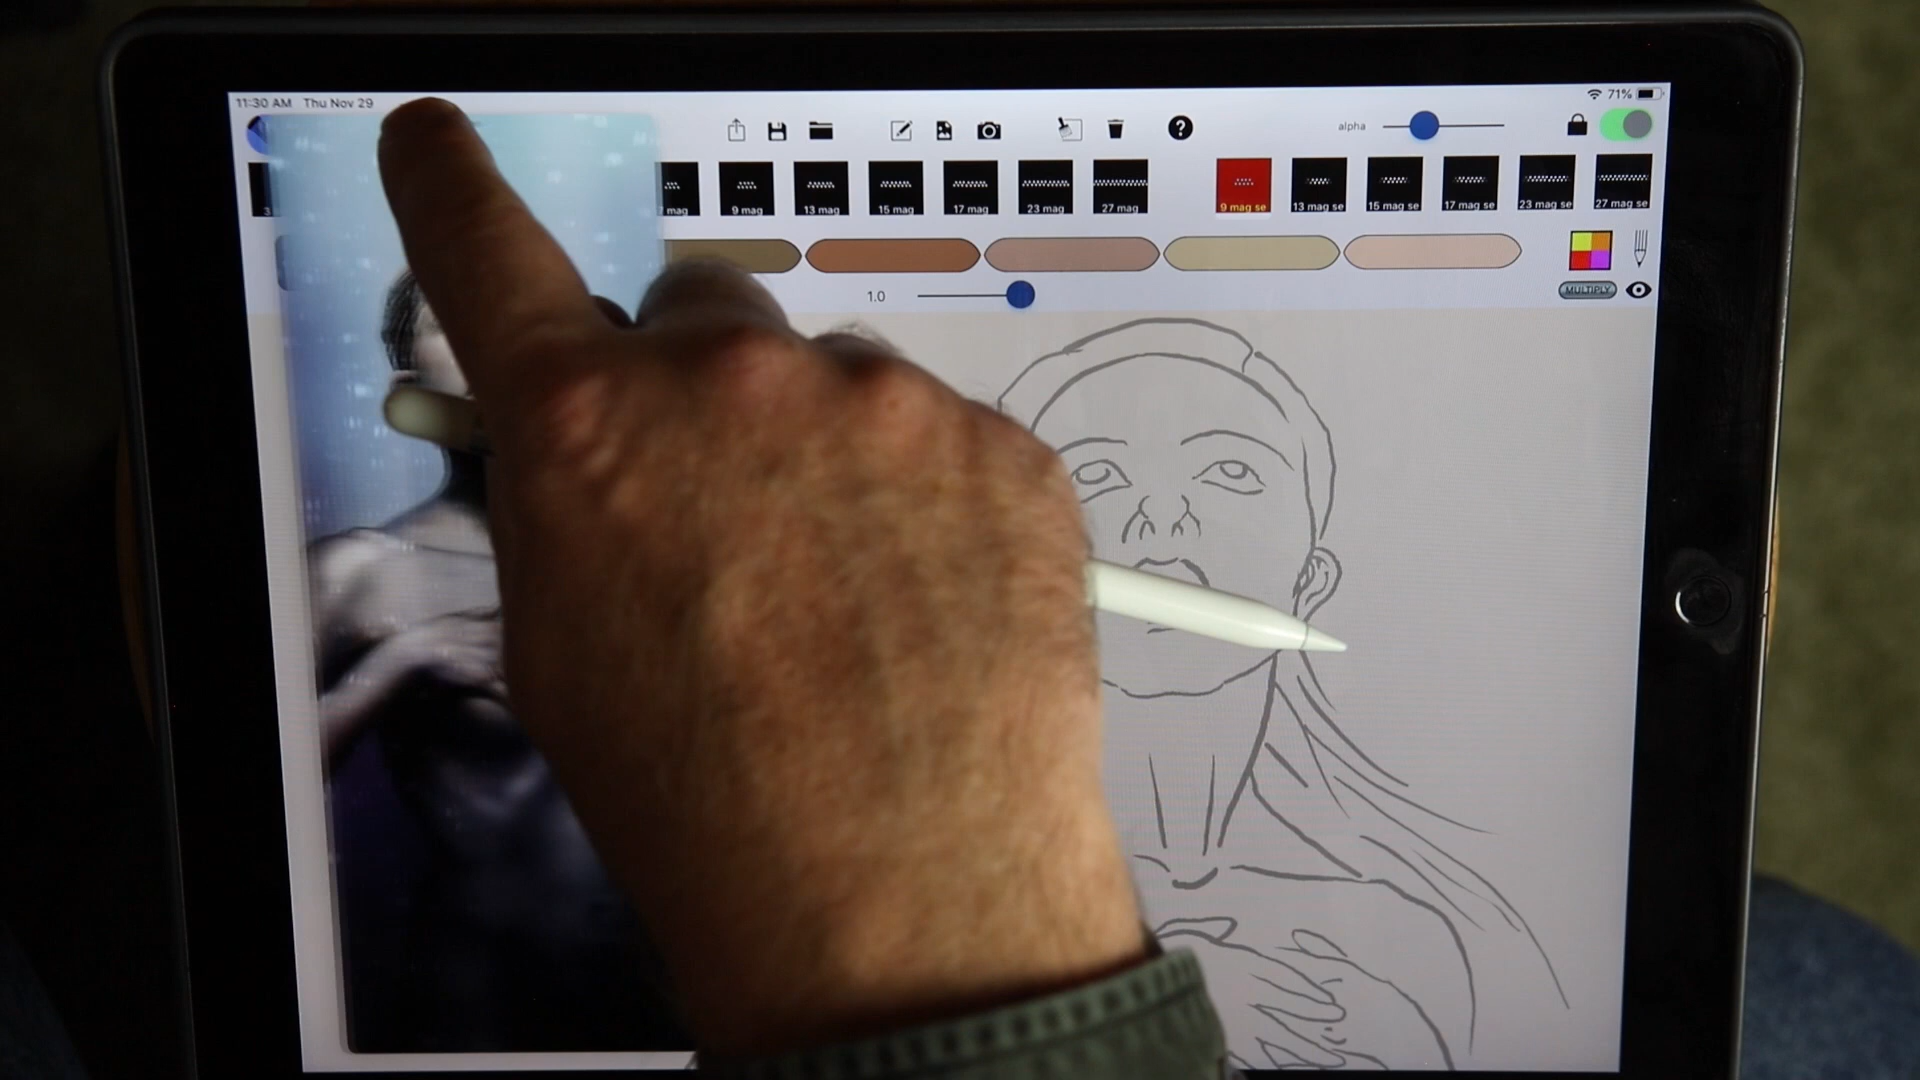 11:30 AM Thu Nov 29
71%
alpha
3
mag
9 mag
13 mag
15 mag
17 mag
23 mag
27 mag
9 mag se
13 mag se
15 mag se
17 mag se
23 mag se
27 mag se
1.0
MULTIPLY
?